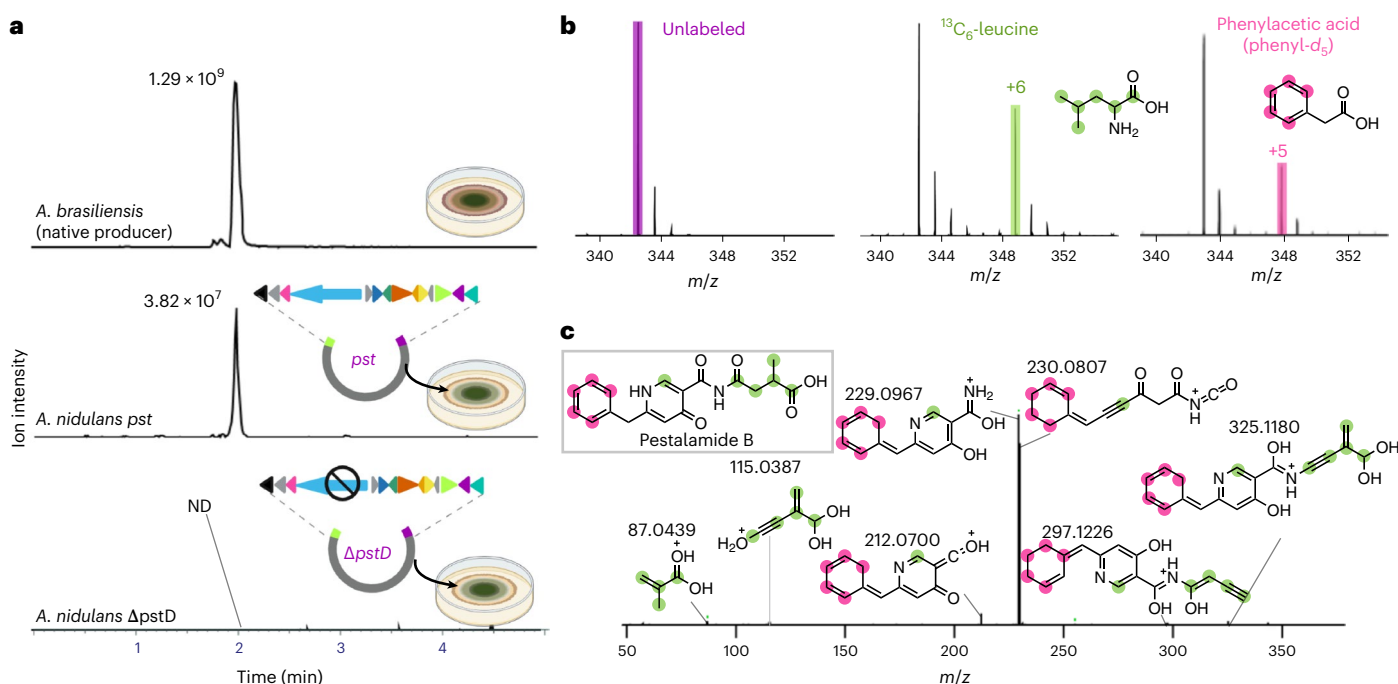 a
1.29 × 10⁹
A. brasiliensis
(native producer)
3.82 × 10⁷
pst
A. nidulans pst
ND
ΔpstD
A. nidulans ΔpstD
Ion intensity
1 2 3 4
Time (min)
b
Unlabeled
340 344 348 352
m/z
¹³C₆-leucine
+6
O
OH
NH₂
340 344 348 352
m/z
Phenylacetic acid
(phenyl-d₅)
+5
O
OH
340 344 348 352
m/z
c
O O
HN N H OH
O O
Pestalamide B
229.0967
+
NH₂
N OH
OH
230.0807
O O + O
N
H
325.1180
OH
N + OH
N
H OH
OH
115.0387
+
H₂O OH
OH
87.0439
+
OH
OH
212.0700
+
N C OH
O
297.1226
OH H
+ N
N
OH OH
50 100 150 200 250 300 350
m/z